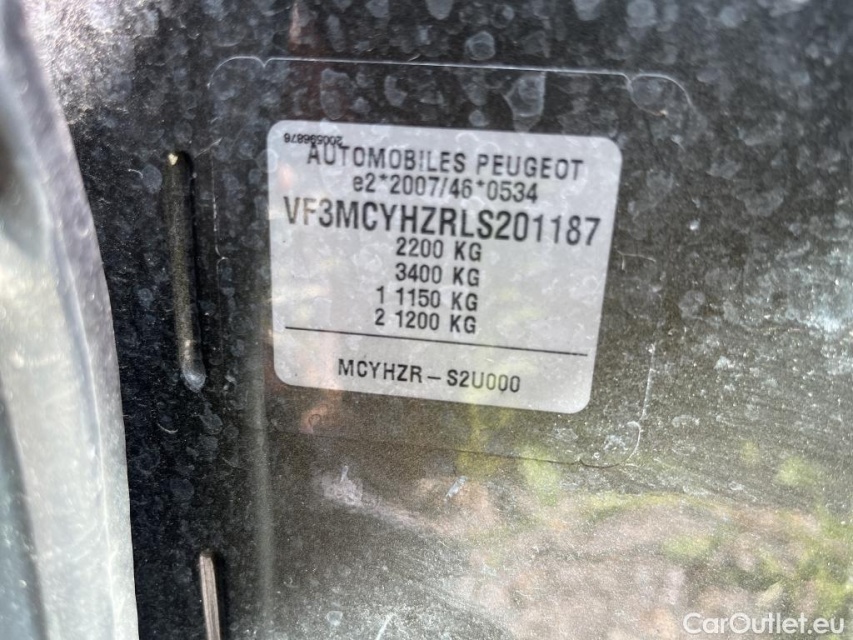 200596876
AUTOMOBILES PEUGEOT
e2*2007/46*0534
VF3MCYHZRLS201187
2200 KG
3400 KG
1 1150 KG
2 1200 KG
MCYHZR – S2U000
CarOutlet.eu